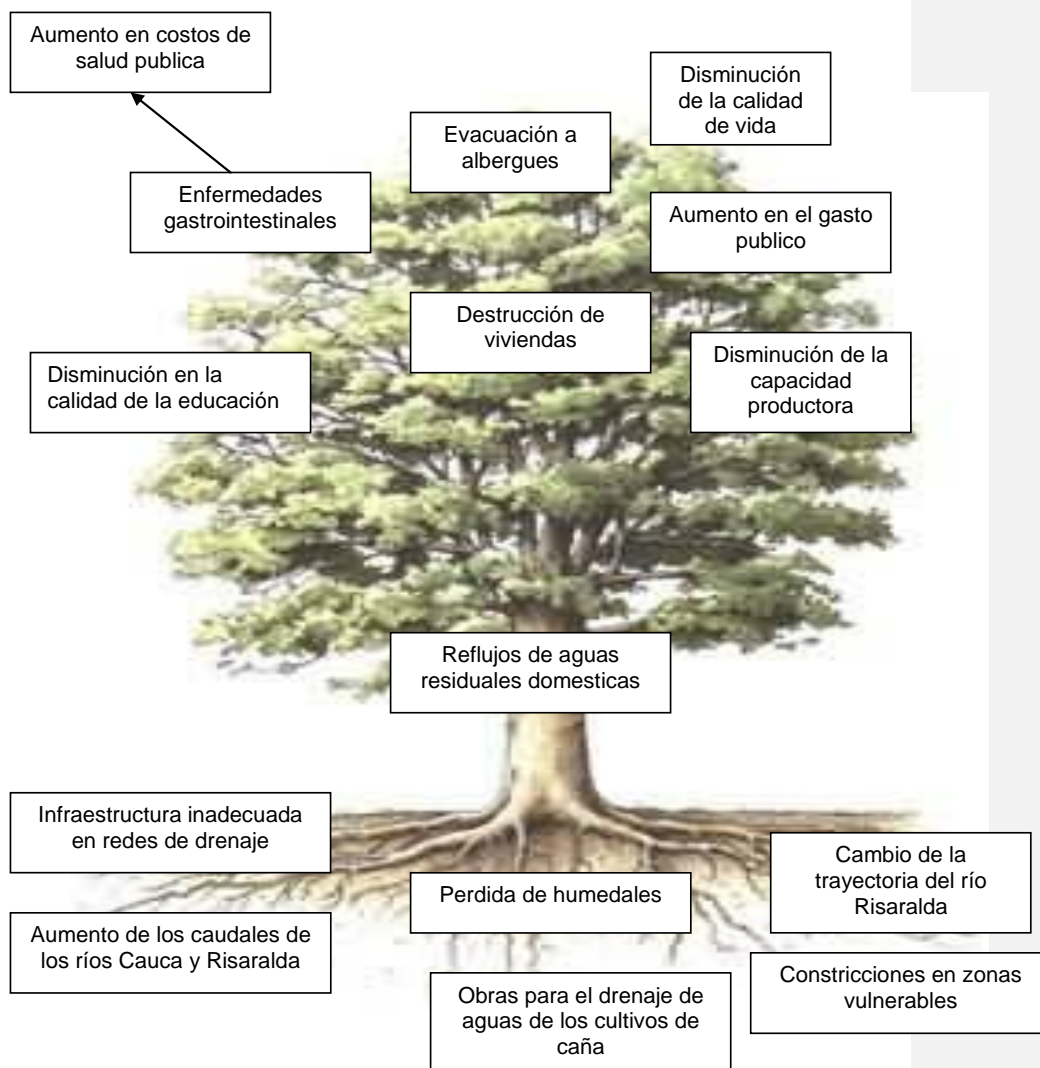 Aumento en costos de
salud publica
Disminución
de la calidad
de vida
Evacuación a
albergues
Enfermedades
gastrointestinales
Aumento en el gasto
publico
Destrucción de
viviendas
Disminución de la
capacidad
productora
Disminución en la
calidad de la educación
Reflujos de aguas
residuales domesticas
Infraestructura inadecuada
en redes de drenaje
Cambio de la
trayectoria del río
Risaralda
Perdida de humedales
Aumento de los caudales de
los ríos Cauca y Risaralda
Constricciones en zonas
vulnerables
Obras para el drenaje de
aguas de los cultivos de
caña